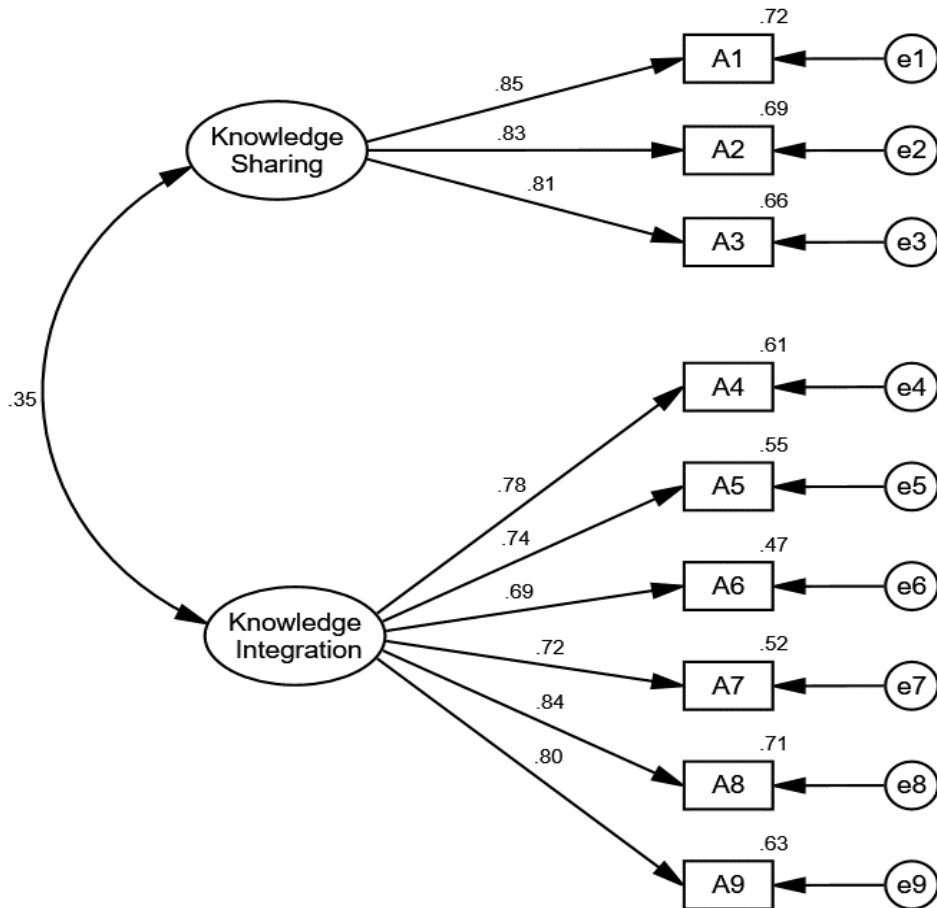 .72
A1
e1
.85
.69
Knowledge
Sharing
.83
A2
e2
.81
.66
A3
e3
.35
.61
A4
e4
.78
.55
A5
e5
.74
.47
A6
e6
.69
Knowledge
Integration
.72
.52
A7
e7
.84
.71
A8
e8
.80
.63
A9
e9